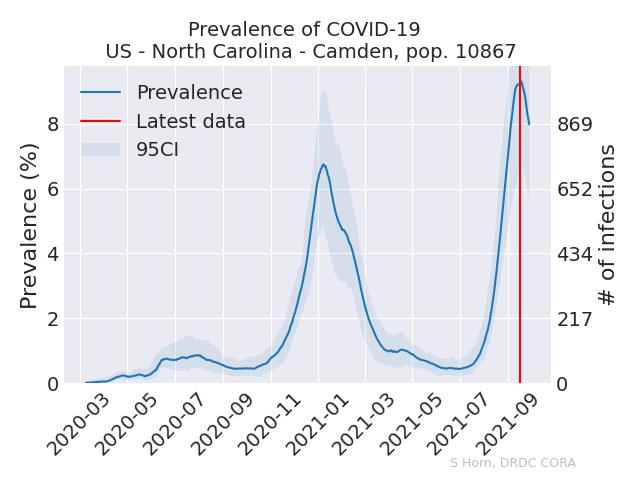 Prevalence of COVID-19
US - North Carolina - Camden, pop. 10867
Prevalence
Latest data
95CI
Prevalence (%)
8
6
4
2
0
869
652
434
217
0
# of infections
2020-03
2020-05
2020-07
2020-09
2020-11
2021-01
2021-03
2021-05
2021-07
2021-09
S Horn, DRDC CORA